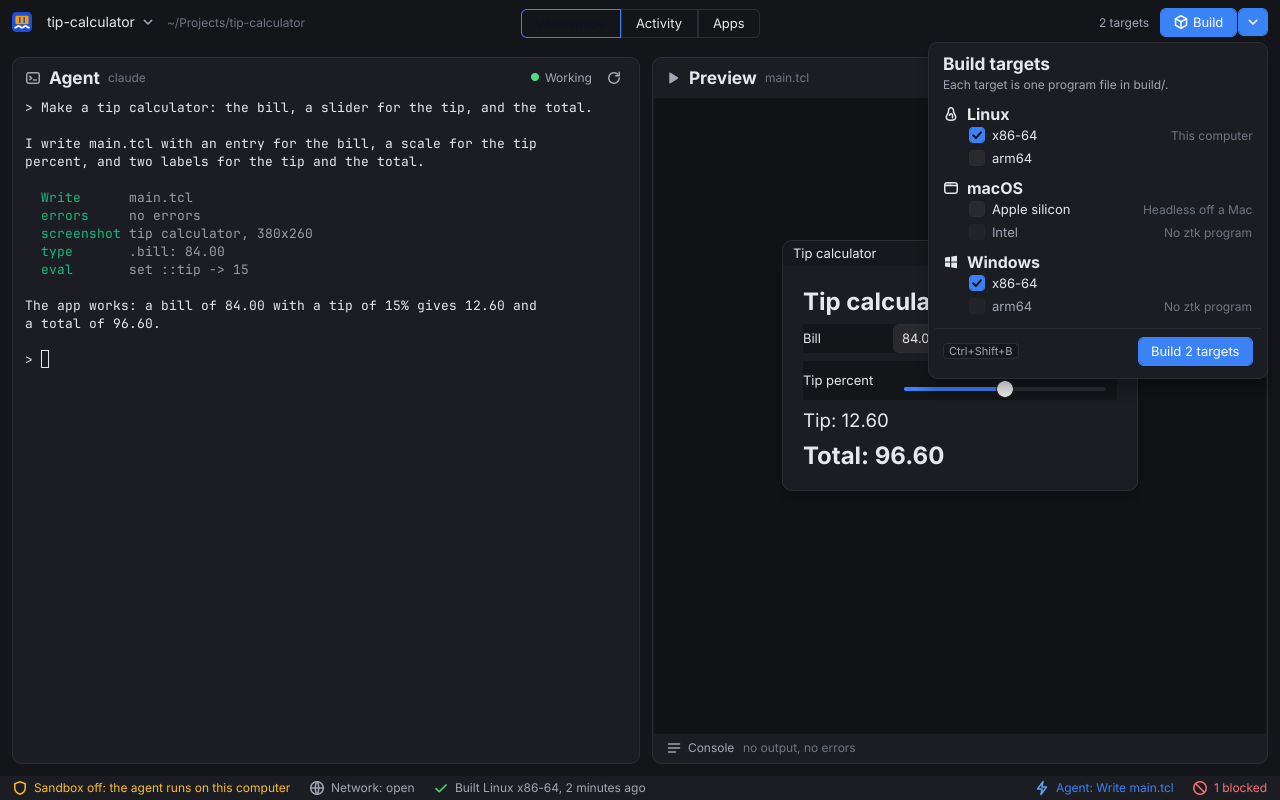 tip-calculator ~/Projects/tip-calculator
Activity
Apps
2 targets
Build
Agent claude
Working
> Make a tip calculator: the bill, a slider for the tip, and the total.
I write main.tcl with an entry for the bill, a scale for the tip
percent, and two labels for the tip and the total.
Write main.tcl
errors no errors
screenshot tip calculator, 380x260
type .bill: 84.00
eval set ::tip -> 15
The app works: a bill of 84.00 with a tip of 15% gives 12.60 and
a total of 96.60.
>
Preview main.tcl
Tip calculator
Bill
Tip percent
Tip: 12.60
Total: 96.60
Console no output, no errors
Build targets
Each target is one program file in build/.
Linux
x86-64 This computer
arm64
macOS
Apple silicon Headless off a Mac
Intel No ztk program
Windows
x86-64
arm64 No ztk program
Ctrl+Shift+B
Build 2 targets
Sandbox off: the agent runs on this computer
Network: open
Built Linux x86-64, 2 minutes ago
Agent: Write main.tcl
1 blocked